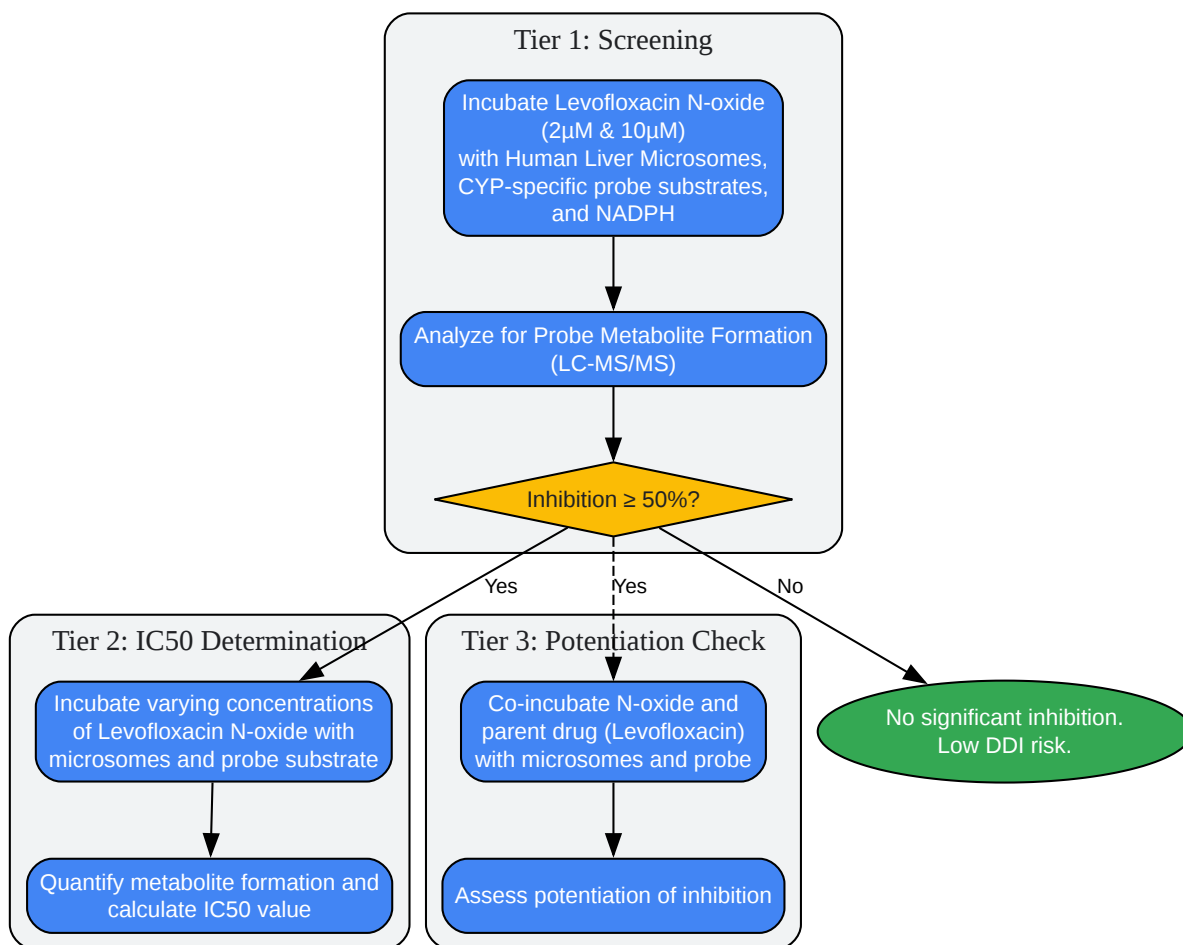 Tier 1: Screening
Incubate Levofloxacin N-oxide
(2µM & 10µM)
with Human Liver Microsomes,
CYP-specific probe substrates,
and NADPH
Analyze for Probe Metabolite Formation
(LC-MS/MS)
Inhibition ≥ 50%?
Yes
Yes
No
Tier 2: IC50 Determination
Incubate varying concentrations
of Levofloxacin N-oxide with
microsomes and probe substrate
Quantify metabolite formation and
calculate IC50 value
Tier 3: Potentiation Check
Co-incubate N-oxide and
parent drug (Levofloxacin)
with microsomes and probe
Assess potentiation of inhibition
No significant inhibition.
Low DDI risk.